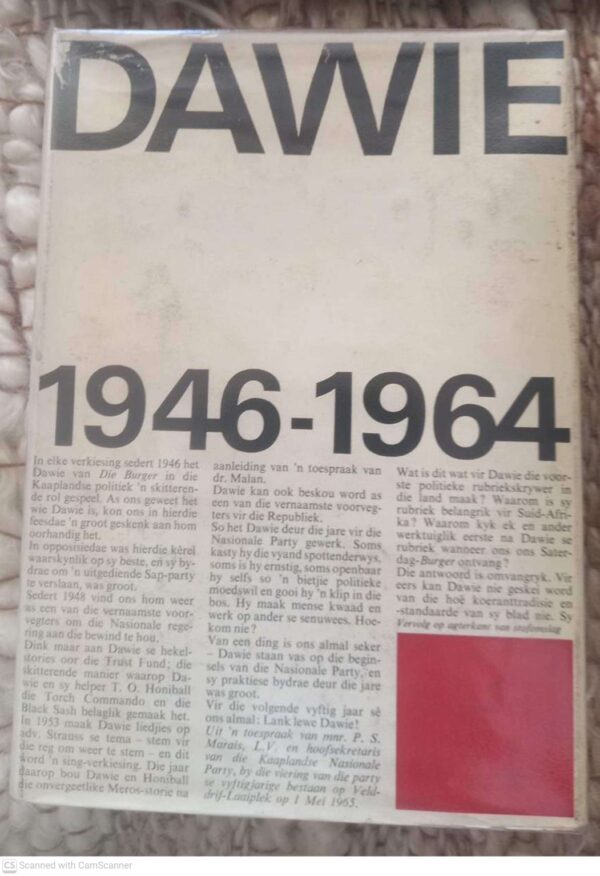 DAWIE
1946-1964
In elke verkiesing sedert 1946 het
Dawie van Die Burger in die
Kaaplandse politiek 'n skitteren-
de rol gespeel. As ons geweet het
wie Dawie is, kon ons in hierdie
feesdae 'n groot geskenk aan hom
oorhandig het.
In opposisiedae was hierdie kêrel
waarskynlik op sy beste, en sy by-
drae om 'n uitgediende Sap-party
te verslaan, was groot.
Sedert 1948 vind ons hom weer
as een van die vernaamste voor-
vegters om die Nasionale rege-
ring aan die bewind te hou.
Dink maar aan Dawie se hekel-
stories oor die Trust Fund; die
skitterende manier waarop Da-
wie en sy helper T. O. Honiball
die Torch Commando en die
Black Sash belaglik gemaak het.
In 1953 maak Dawie liedjies op
adv. Strauss se tema – stem vir
die reg om weer te stem – en dit
word 'n sing-verkiesing. Die jaar
daarop bou Dawie en Honiball
die onvergeetlike Meros-storie na
aanleiding van 'n toespraak van
dr. Malan.
Dawie kan ook beskou word as
een van die vernaamste voorveg-
ters vir die Republiek.
So het Dawie deur die jare vir die
Nasionale Party gewerk. Soms
kasty hy die vyand spottenderwys,
soms is hy ernstig, soms openbaar
hy selfs so 'n bietjie politieke
moedswil en gooi hy 'n klip in die
bos. Hy maak mense kwaad en
werk op ander se senuwees. Hoe-
kom nie?
Van een ding is ons almal seker
– Dawie staan vas op die begin-
sels van die Nasionale Party, en
sy praktiese bydrae deur die jare
was groot.
Vir die volgende vyftig jaar sê
ons almal: Lank lewe Dawie!
Uit 'n toespraak van mnr. P. S.
Marais, L.V. en hoofsekretaris
van die Kaaplandse Nasionale
Party, by die viering van die party
se vyftigjarige bestaan op Veld-
drif-Laaiplek op 1 Mei 1965.
Wat is dit wat vir Dawie die voor-
ste politieke rubriekskrywer in
die land maak? Waarom is sy
rubriek belangrik vir Suid-Afri-
ka? Waarom kyk ek en ander
werktuiglik eerste na Dawie se
rubriek wanneer ons ons Sater-
dag-Burger ontvang?
Die antwoord is omvangryk. Vir
eers kan Dawie nie geskei word
van die hoë koeranttradisie en
-standaarde van sy blad nie. Sy
Vervolg op agterkant van stofomslag
CS Scanned with CamScanner